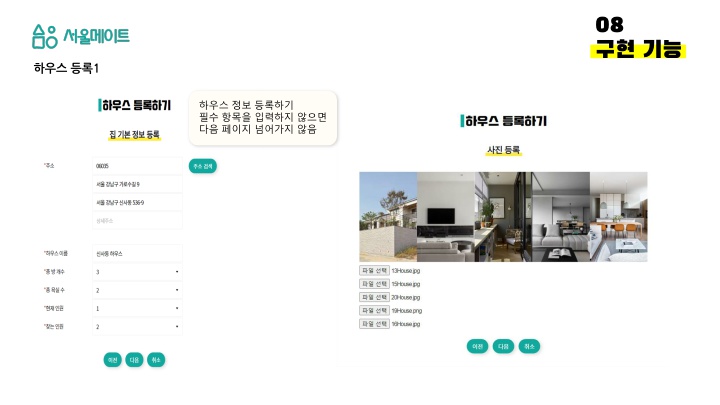 서울메이트
08
구현 기능
하우스 등록1
하우스 등록하기
집 기본 정보 등록
하우스 정보 등록하기
필수 항목을 입력하지 않으면
다음 페이지 넘어가지 않음
*주소
06035
주소 검색
서울 강남구 가로수길 9
서울 강남구 신사동 536-9
상세주소
*하우스 이름
신사동 하우스
*총 방 개수
3
*총 욕실 수
2
*현재 인원
1
*찾는 인원
2
이전
다음
취소
하우스 등록하기
사진 등록
파일 선택 13House.jpg
파일 선택 15House.jpg
파일 선택 20House.jpg
파일 선택 19House.png
파일 선택 16House.jpg
이전
다음
취소